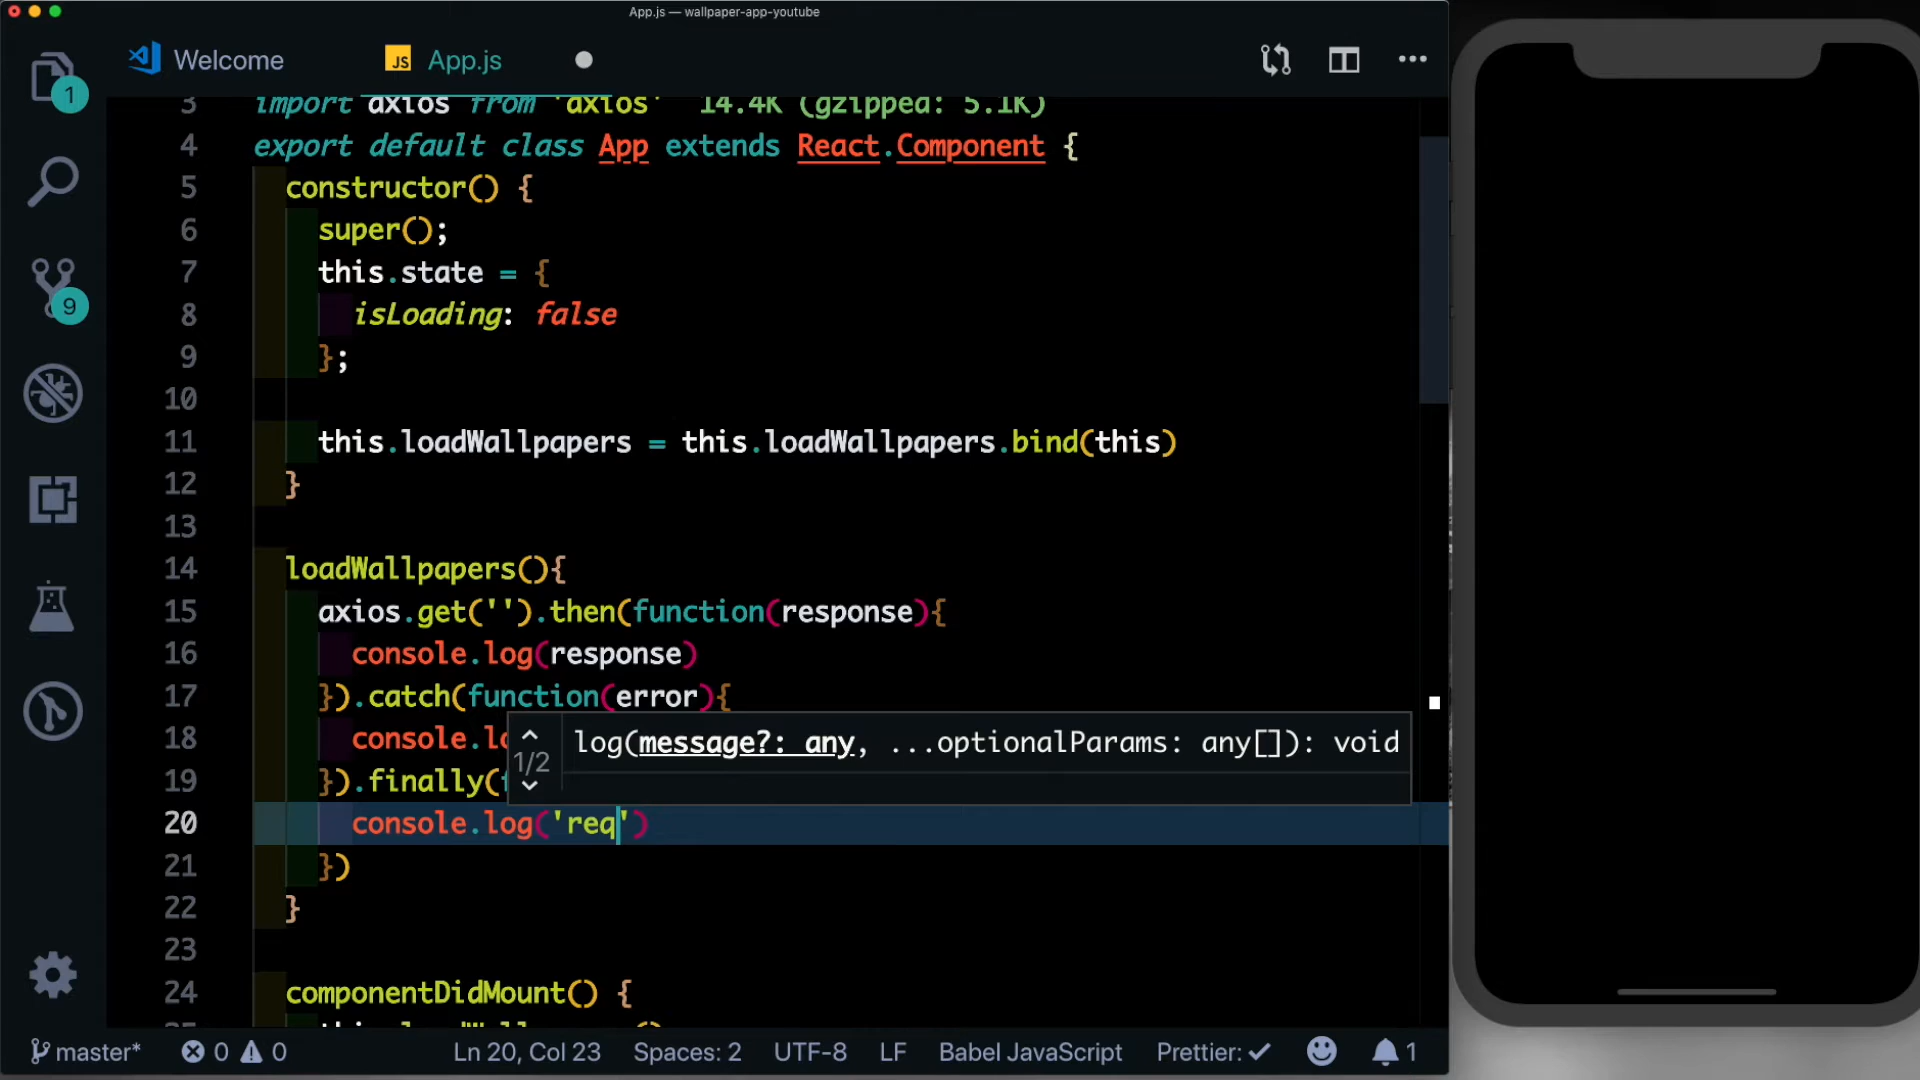 App.js — wallpaper-app-youtube
Welcome
JS App.js
1
9
3 import axios from 'axios' 14.4K (gzipped: 5.1K)
4 export default class App extends React.Component {
5 constructor() {
6 super();
7 this.state = {
8 isLoading: false
9 };
10
11 this.loadWallpapers = this.loadWallpapers.bind(this)
12 }
13
14 loadWallpapers(){
15 axios.get('').then(function(response){
16 console.log(response)
17 }).catch(function(error){
18 console.lo
log(message?: any, ...optionalParams: any[]): void
1/2
19 }).finally(
20 console.log('req')
21 })
22 }
23
24 componentDidMount() {
master*
0 0
Ln 20, Col 23
Spaces: 2
UTF-8
LF
Babel JavaScript
Prettier: ✓
1